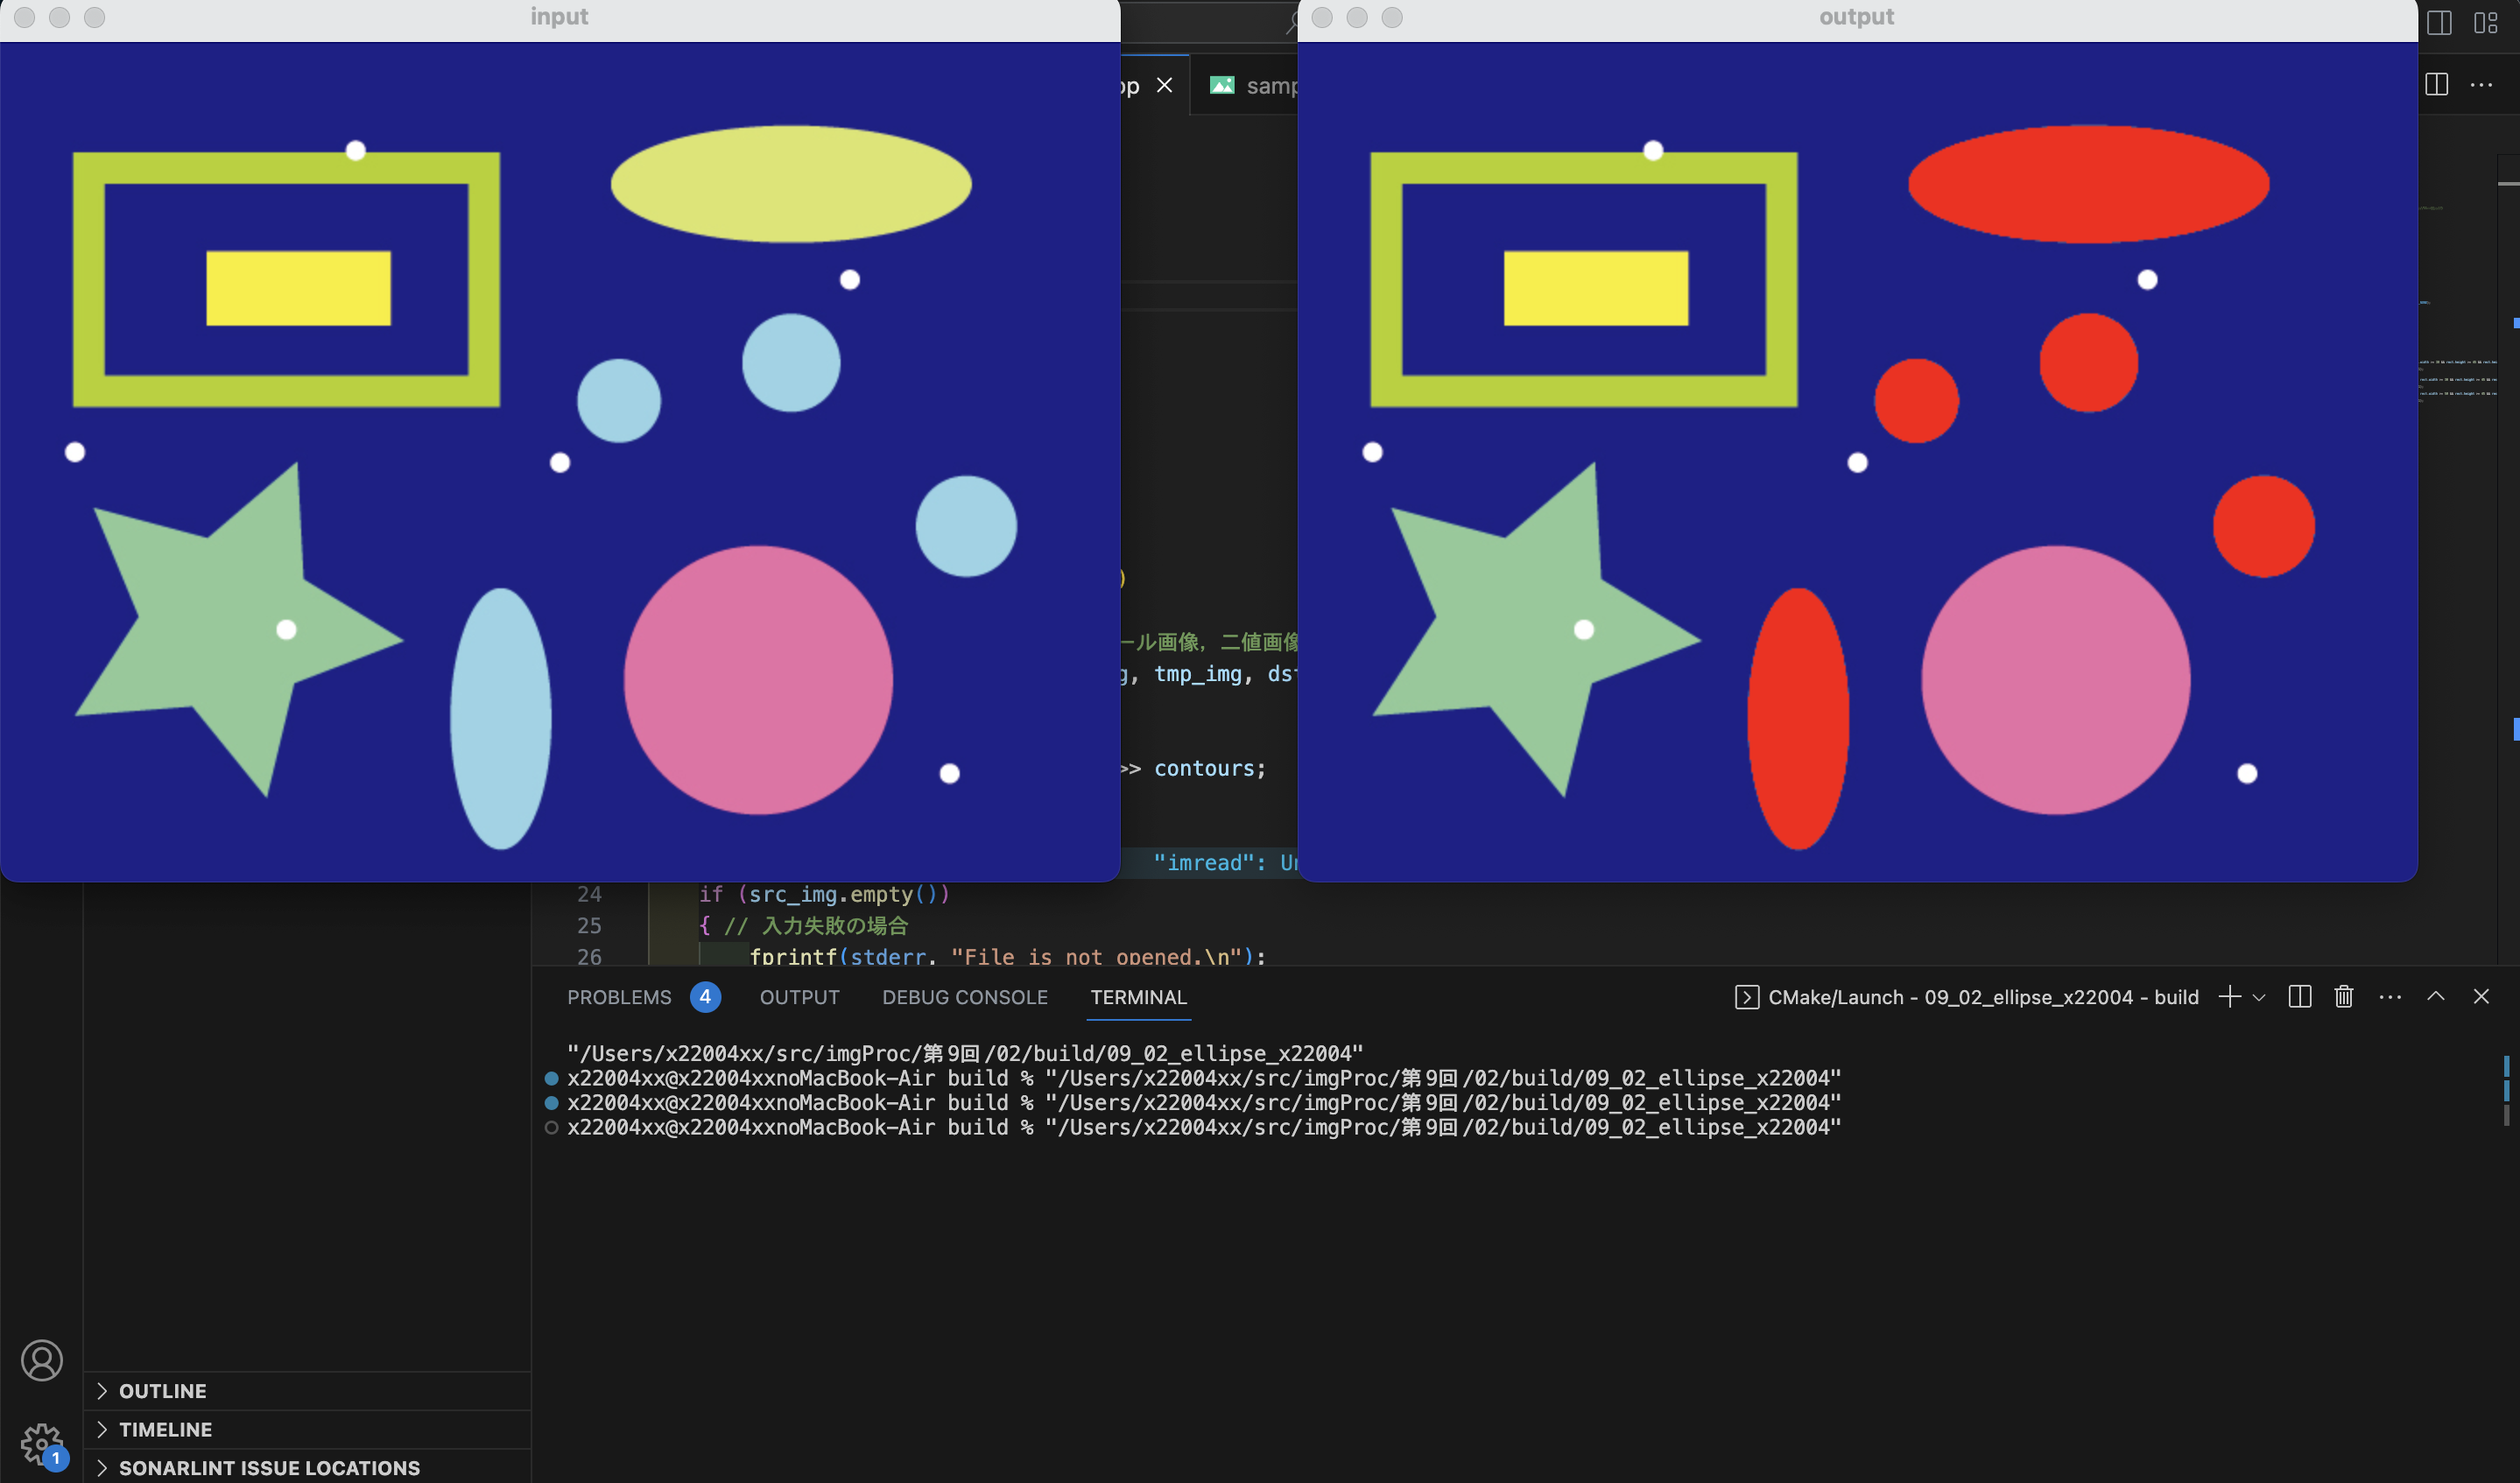 input
output
pp
samp
)
ール画像, 二値画像
g, tmp_img, dst
>> contours;
"imread": Un
24 if (src_img.empty())
25 { // 入力失敗の場合
26 fprintf(stderr, "File is not opened.\n");
PROBLEMS 4 OUTPUT DEBUG CONSOLE TERMINAL
CMake/Launch - 09_02_ellipse_x22004 - build
"/Users/x22004xx/src/imgProc/第9回/02/build/09_02_ellipse_x22004"
x22004xx@x22004xxnoMacBook-Air build % "/Users/x22004xx/src/imgProc/第9回/02/build/09_02_ellipse_x22004"
x22004xx@x22004xxnoMacBook-Air build % "/Users/x22004xx/src/imgProc/第9回/02/build/09_02_ellipse_x22004"
x22004xx@x22004xxnoMacBook-Air build % "/Users/x22004xx/src/imgProc/第9回/02/build/09_02_ellipse_x22004"
OUTLINE
TIMELINE
1
SONARLINT ISSUE LOCATIONS